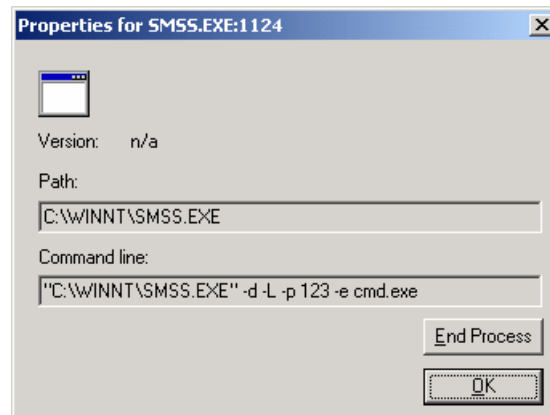 Properties for SMSS.EXE:1124
Version: n/a
Path:
C:\WINNT\SMSS.EXE
Command line:
"C:\WINNT\SMSS.EXE" -d -L -p 123 -e cmd.exe
End Process
OK